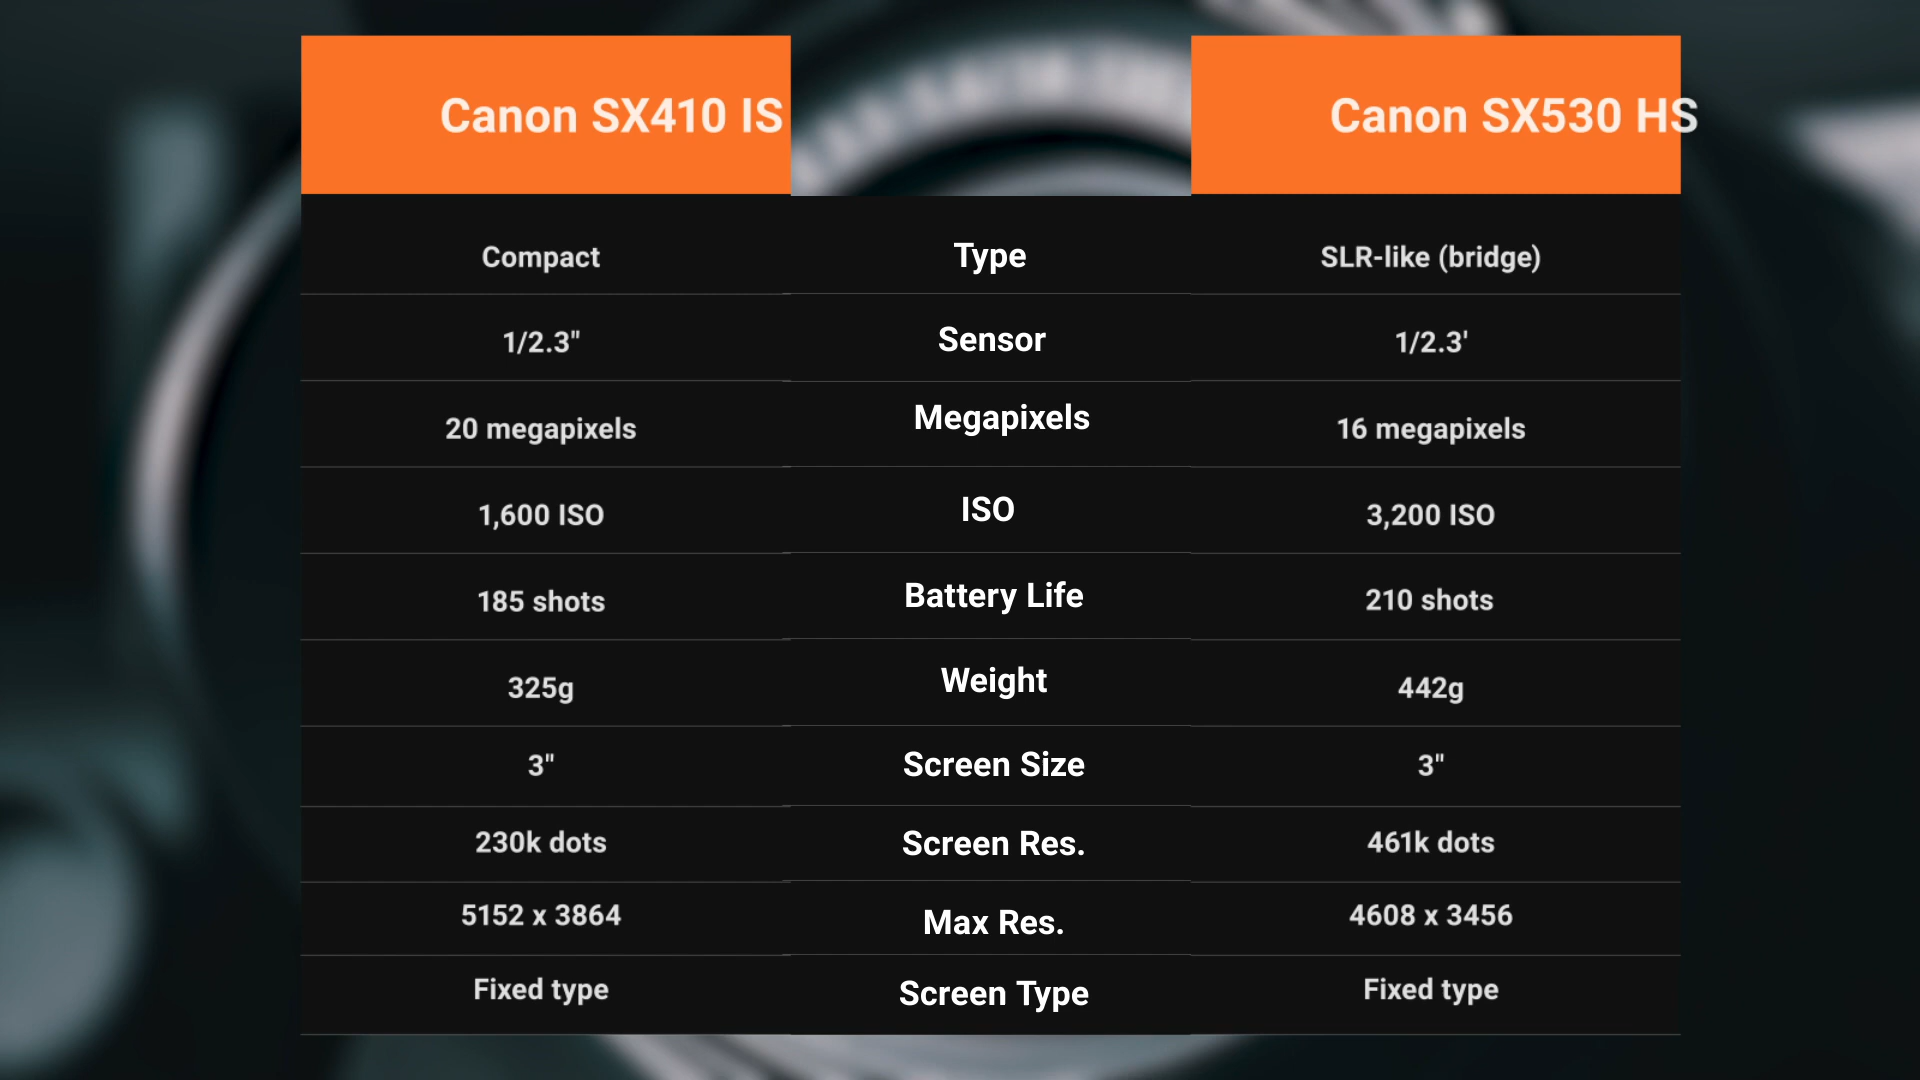 Canon SX410 IS
Canon SX530 HS
Compact
Type
SLR-like (bridge)
1/2.3"
Sensor
1/2.3'
20 megapixels
Megapixels
16 megapixels
1,600 ISO
ISO
3,200 ISO
185 shots
Battery Life
210 shots
325g
Weight
442g
3"
Screen Size
3"
230k dots
Screen Res.
461k dots
5152 x 3864
Max Res.
4608 x 3456
Fixed type
Screen Type
Fixed type